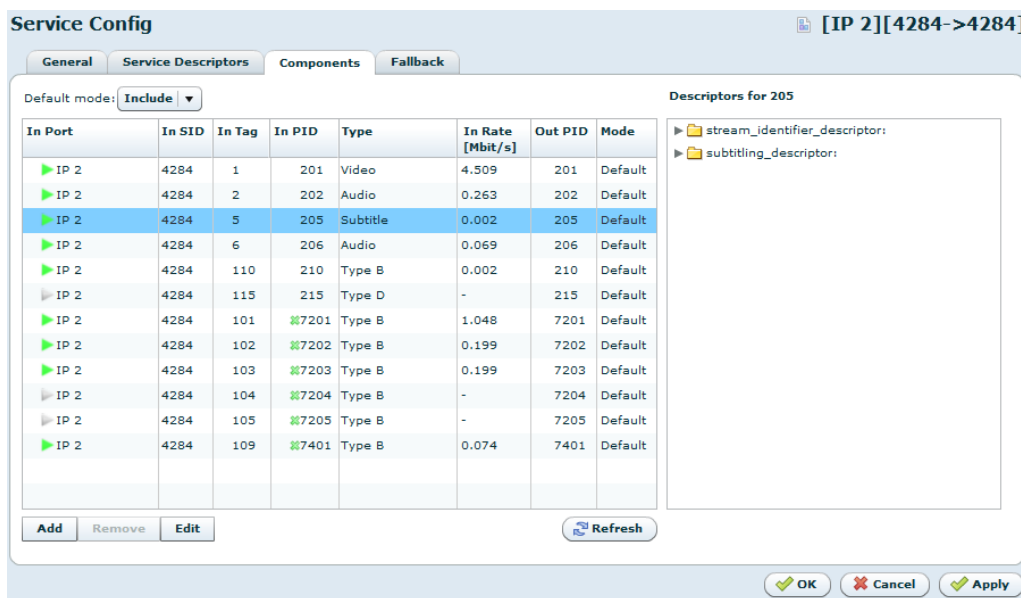 Service Config
[IP 2][4284->4284]
General Service Descriptors Components Fallback
Default mode: Include
Descriptors for 205
In Port In SID In Tag In PID Type In Rate [Mbit/s] Out PID Mode
IP 2 4284 1 201 Video 4.509 201 Default
IP 2 4284 2 202 Audio 0.263 202 Default
IP 2 4284 5 205 Subtitle 0.002 205 Default
IP 2 4284 6 206 Audio 0.069 206 Default
IP 2 4284 110 210 Type B 0.002 210 Default
IP 2 4284 115 215 Type D - 215 Default
IP 2 4284 101 7201 Type B 1.048 7201 Default
IP 2 4284 102 7202 Type B 0.199 7202 Default
IP 2 4284 103 7203 Type B 0.199 7203 Default
IP 2 4284 104 7204 Type B - 7204 Default
IP 2 4284 105 7205 Type B - 7205 Default
IP 2 4284 109 7401 Type B 0.074 7401 Default
stream_identifier_descriptor:
subtitling_descriptor:
Add Remove Edit Refresh
OK Cancel Apply